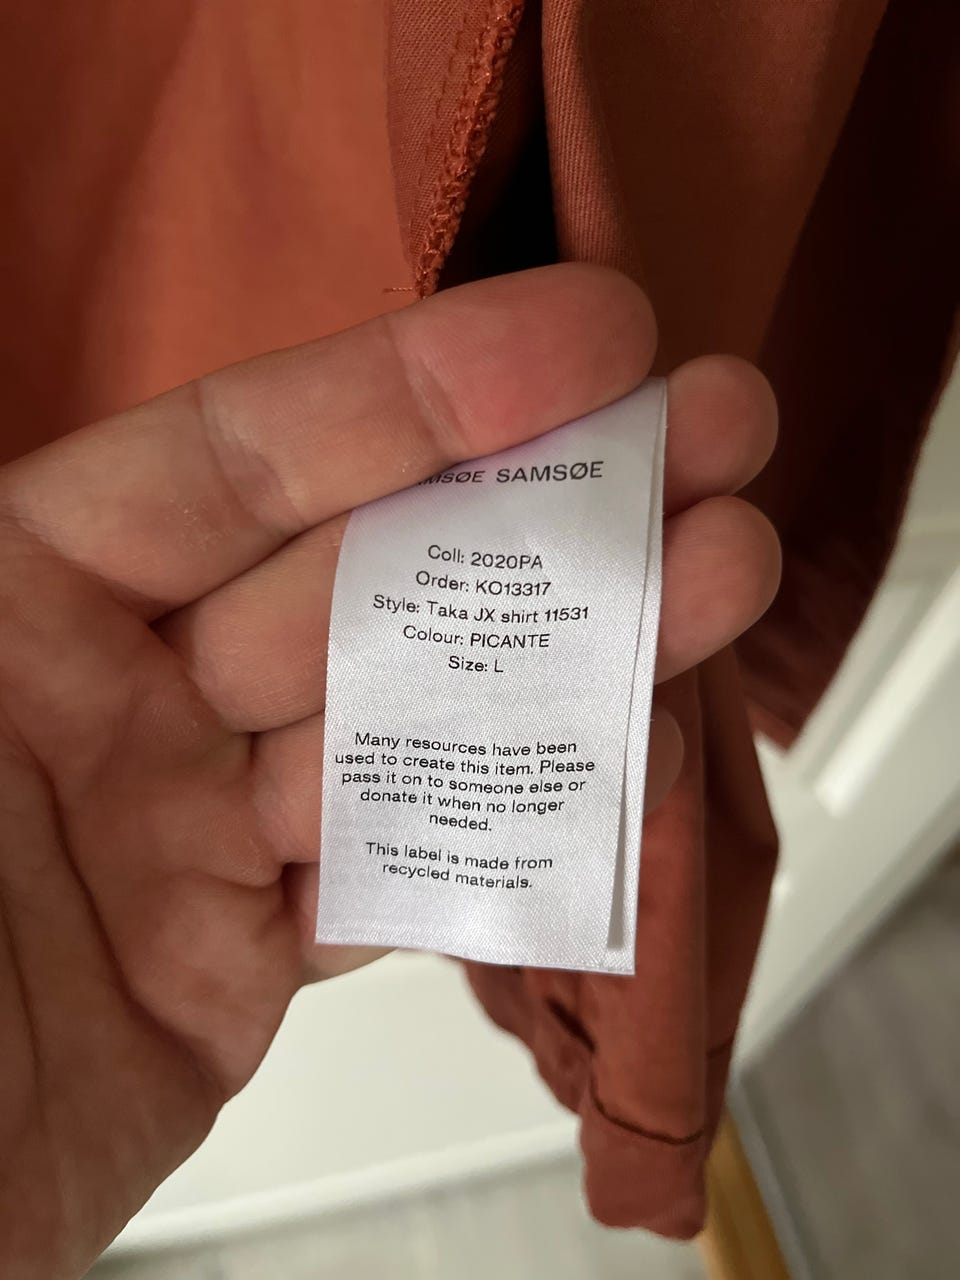 SAMSØE
Coll: 2020PA
Order: KO13317
Style: Taka JX shirt 11531
Colour: PICANTE
Size: L
Many resources have been
used to create this item. Please
pass it on to someone else or
donate it when no longer
needed.
This label is made from
recycled materials.